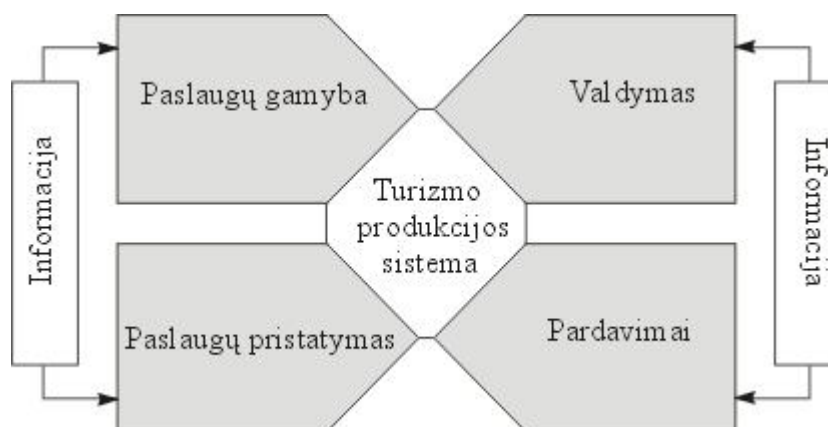 Paslaugų gamyba
Valdymas
Informacija
Turizmo
produkcijos
sistema
Informacija
Paslaugų pristatymas
Pardavimai